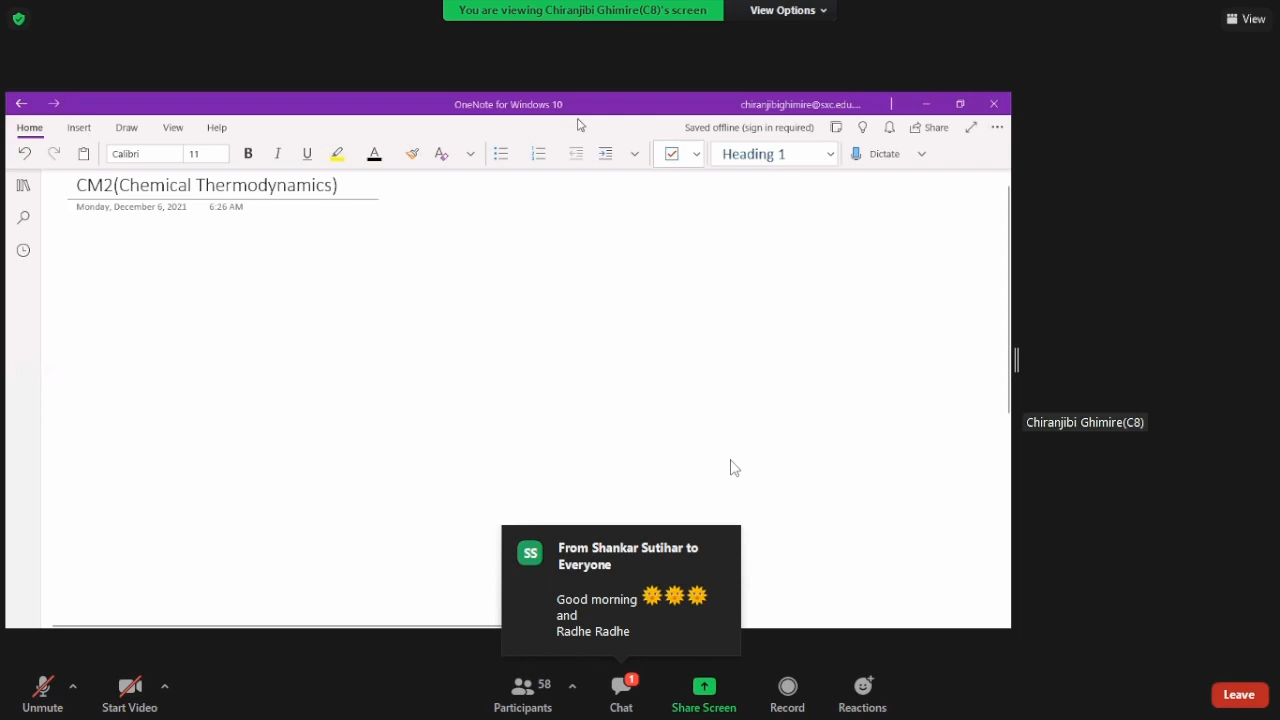 You are viewing Chiranjibi Ghimire(C8)'s screen
View Options
View
OneNote for Windows 10
chiranjibighimire@sxc.edu....
Home
Insert
Draw
View
Help
Saved offline (sign in required)
Share
Calibri
11
B
I
U
A
A
Heading 1
Dictate
CM2(Chemical Thermodynamics)
Monday, December 6, 2021
6:26 AM
Chiranjibi Ghimire(C8)
SS
From Shankar Sutihar to
Everyone
Good morning 🌞🌞🌞
and
Radhe Radhe
58
1
Unmute
Start Video
Participants
Chat
Share Screen
Record
Reactions
Leave